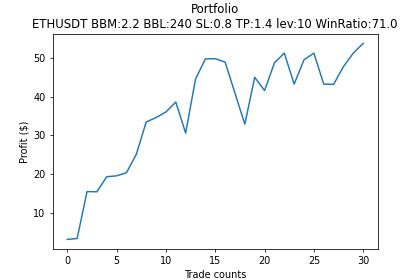 Portfolio
ETHUSDT BBM:2.2 BBL:240 SL:0.8 TP:1.4 lev:10 WinRatio:71.0
50
40
30
20
10
Profit ($)
0 5 10 15 20 25 30
Trade counts